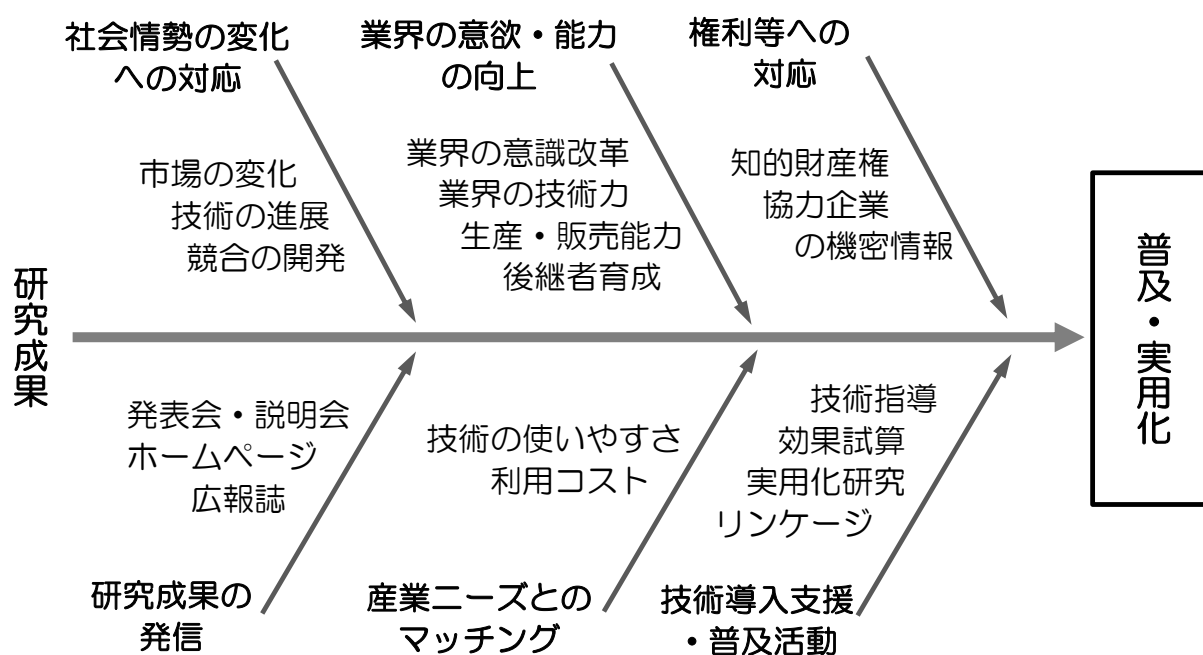 社会情勢の変化
への対応
業界の意欲・能力
の向上
権利等への
対応
市場の変化
技術の進展
競合の開発
業界の意識改革
業界の技術力
生産・販売能力
後継者育成
知的財産権
協力企業
の機密情報
研究成果
普及・実用化
発表会・説明会
ホームページ
広報誌
技術の使いやすさ
利用コスト
技術指導
効果試算
実用化研究
リンケージ
研究成果の
発信
産業ニーズとの
マッチング
技術導入支援
・普及活動